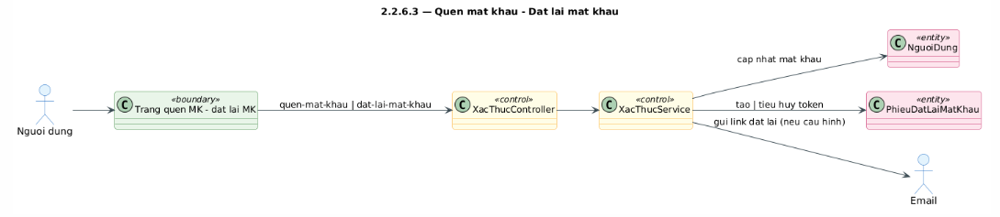 2.2.6.3 — Quen mat khau - Dat lai mat khau
Nguoi dung
C
«boundary»
Trang quen MK - dat lai MK
quen-mat-khau | dat-lai-mat-khau
C
«control»
XacThucController
C
«control»
XacThucService
cap nhat mat khau
tao | tieu huy token
gui link dat lai (neu cau hinh)
C
«entity»
NguoiDung
C
«entity»
PhieuDatLaiMatKhau
Email